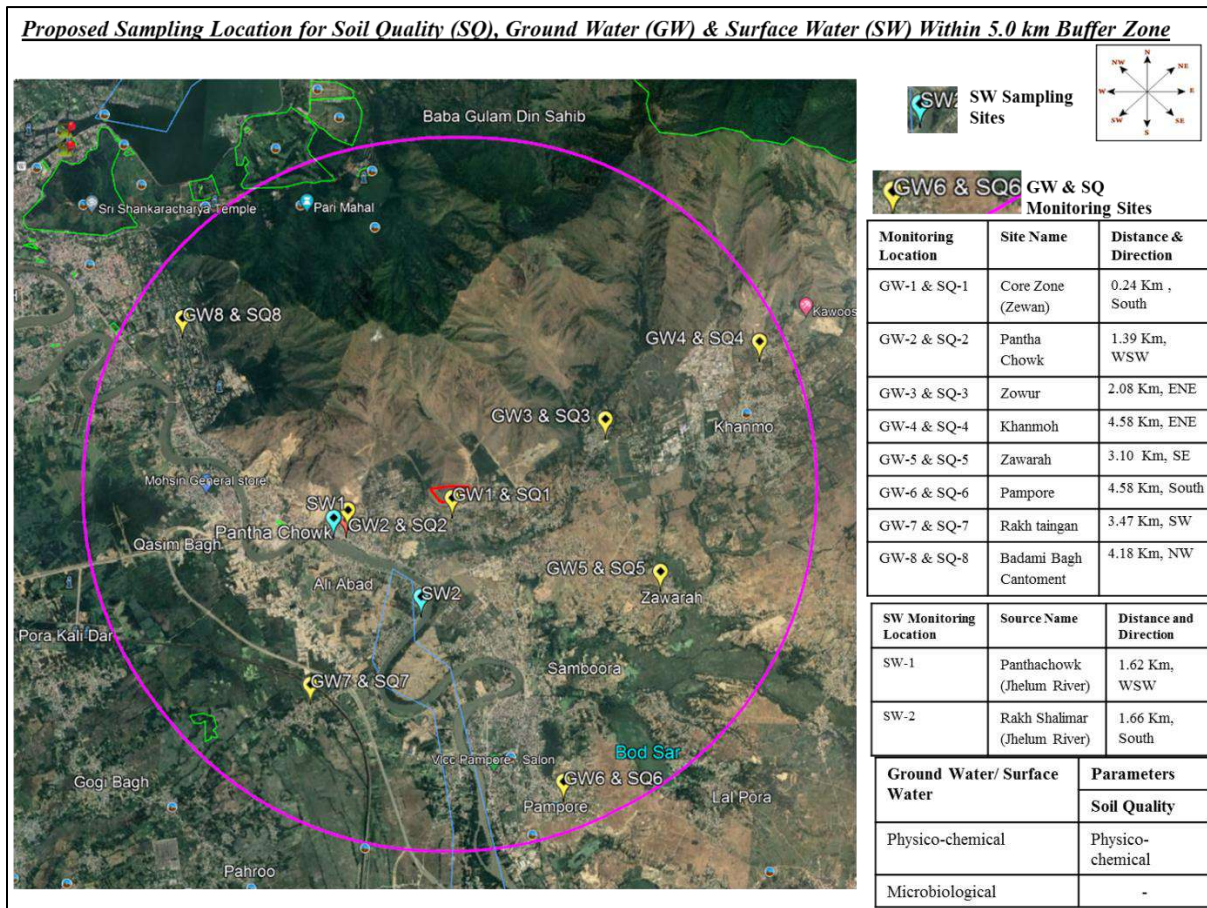 Proposed Sampling Location for Soil Quality (SQ), Ground Water (GW) & Surface Water (SW) Within 5.0 km Buffer Zone
Baba Gulam Din Sahib
Sri Shankaracharya Temple
Pari Mahal
GW8 & SQ8
Kawoos
GW4 & SQ4
GW3 & SQ3
Khanmo
Mohsin General store
GW1 & SQ1
SW1
GW2 & SQ2
Pantha Chowk
Qasim Bagh
Ali Abad
GW5 & SQ5
Zawarah
SW2
Pora Kali Dar
Samboora
GW7 & SQ7
Bod Sar
Vlcc Pampore - Salon
Gogi Bagh
GW6 & SQ6
Pampore
Lal Pora
Pahroo
SW2
SW Sampling
Sites
N
NW
NE
W
E
SW
SE
S
GW6 & SQ6
GW & SQ
Monitoring Sites
Monitoring Location Site Name Distance & Direction
GW-1 & SQ-1 Core Zone (Zewan) 0.24 Km , South
GW-2 & SQ-2 Pantha Chowk 1.39 Km, WSW
GW-3 & SQ-3 Zowur 2.08 Km, ENE
GW-4 & SQ-4 Khanmoh 4.58 Km, ENE
GW-5 & SQ-5 Zawarah 3.10 Km, SE
GW-6 & SQ-6 Pampore 4.58 Km, South
GW-7 & SQ-7 Rakh taingan 3.47 Km, SW
GW-8 & SQ-8 Badami Bagh Cantoment 4.18 Km, NW
SW Monitoring Location Source Name Distance and Direction
SW-1 Panthachowk (Jhelum River) 1.62 Km, WSW
SW-2 Rakh Shalimar (Jhelum River) 1.66 Km, South
Ground Water/ Surface Water Parameters
Soil Quality
Physico-chemical Physico-chemical
Microbiological -